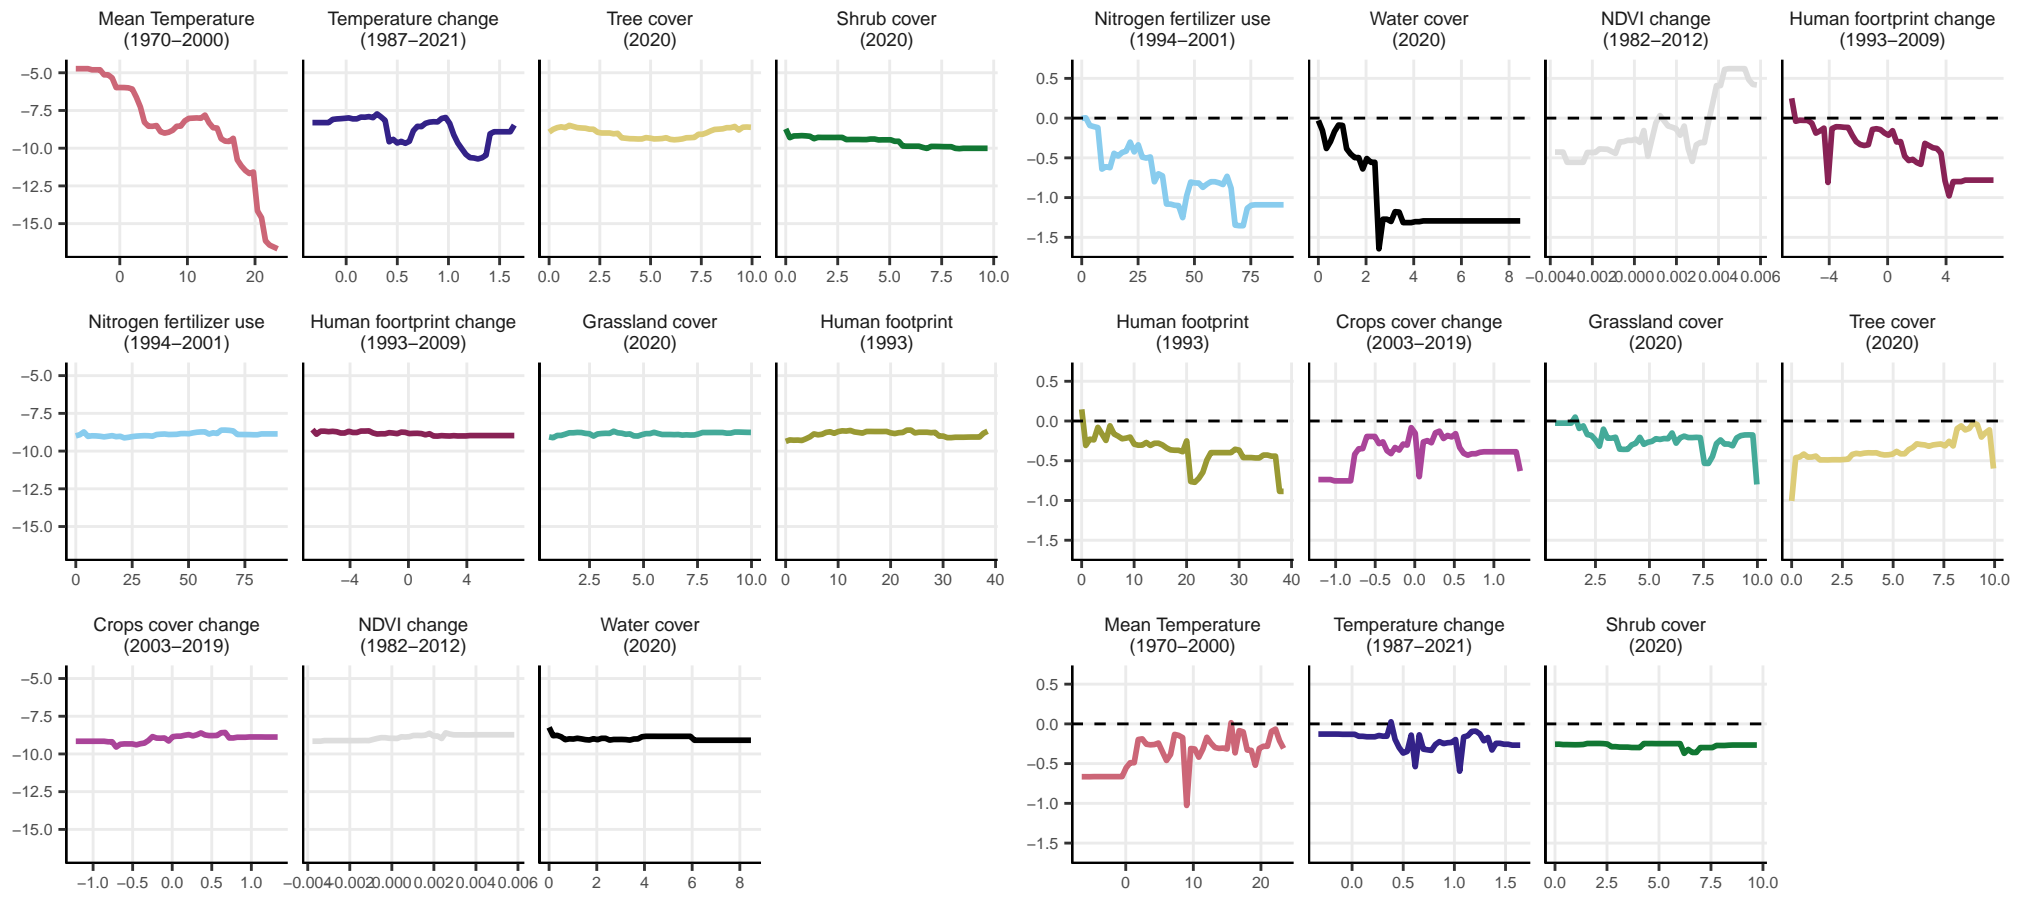 Mean Temperature
(1970−2000)
Temperature change
(1987−2021)
Tree cover
(2020)
Shrub cover
(2020)
Nitrogen fertilizer use
(1994−2001)
Water cover
(2020)
NDVI change
(1982−2012)
Human foortprint change
(1993−2009)
−5.0
−7.5
−10.0
−12.5
−15.0
0.5
0.0
−0.5
−1.0
−1.5
0 10 20
0.0 0.5 1.0 1.5
0.0 2.5 5.0 7.5 10.0
0.0 2.5 5.0 7.5 10.0
0 25 50 75
0 2 4 6 8
−0.004 −0.002 0.000 0.002 0.004 0.006
−4 0 4
Nitrogen fertilizer use
(1994−2001)
Human foortprint change
(1993−2009)
Grassland cover
(2020)
Human footprint
(1993)
Human footprint
(1993)
Crops cover change
(2003−2019)
Grassland cover
(2020)
Tree cover
(2020)
−5.0
−7.5
−10.0
−12.5
−15.0
0.5
0.0
−0.5
−1.0
−1.5
0 25 50 75
−4 0 4
2.5 5.0 7.5 10.0
0 10 20 30 40
0 10 20 30 40
−1.0 −0.5 0.0 0.5 1.0
2.5 5.0 7.5 10.0
0.0 2.5 5.0 7.5 10.0
Crops cover change
(2003−2019)
NDVI change
(1982−2012)
Water cover
(2020)
Mean Temperature
(1970−2000)
Temperature change
(1987−2021)
Shrub cover
(2020)
−5.0
−7.5
−10.0
−12.5
−15.0
0.5
0.0
−0.5
−1.0
−1.5
−1.0 −0.5 0.0 0.5 1.0
−0.004 −0.002 0.000 0.002 0.004 0.006
0 2 4 6 8
0 10 20
0.0 0.5 1.0 1.5
0.0 2.5 5.0 7.5 10.0